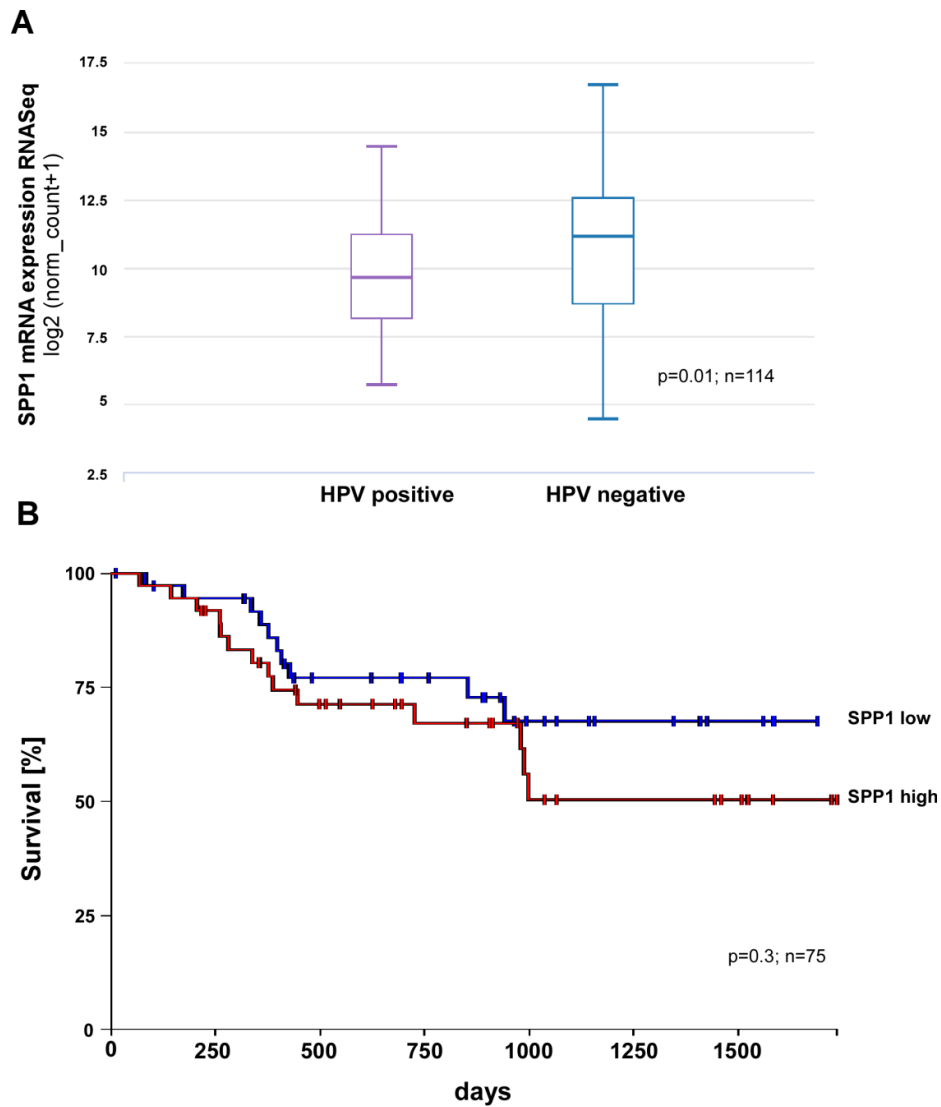 A
SPP1 mRNA expression RNASeq
log2 (norm_count+1)
17.5
15
12.5
10
7.5
5
2.5
p=0.01; n=114
HPV positive
HPV negative
B
Survival [%]
100
75
50
25
0
SPP1 low
SPP1 high
p=0.3; n=75
0
250
500
750
1000
1250
1500
days